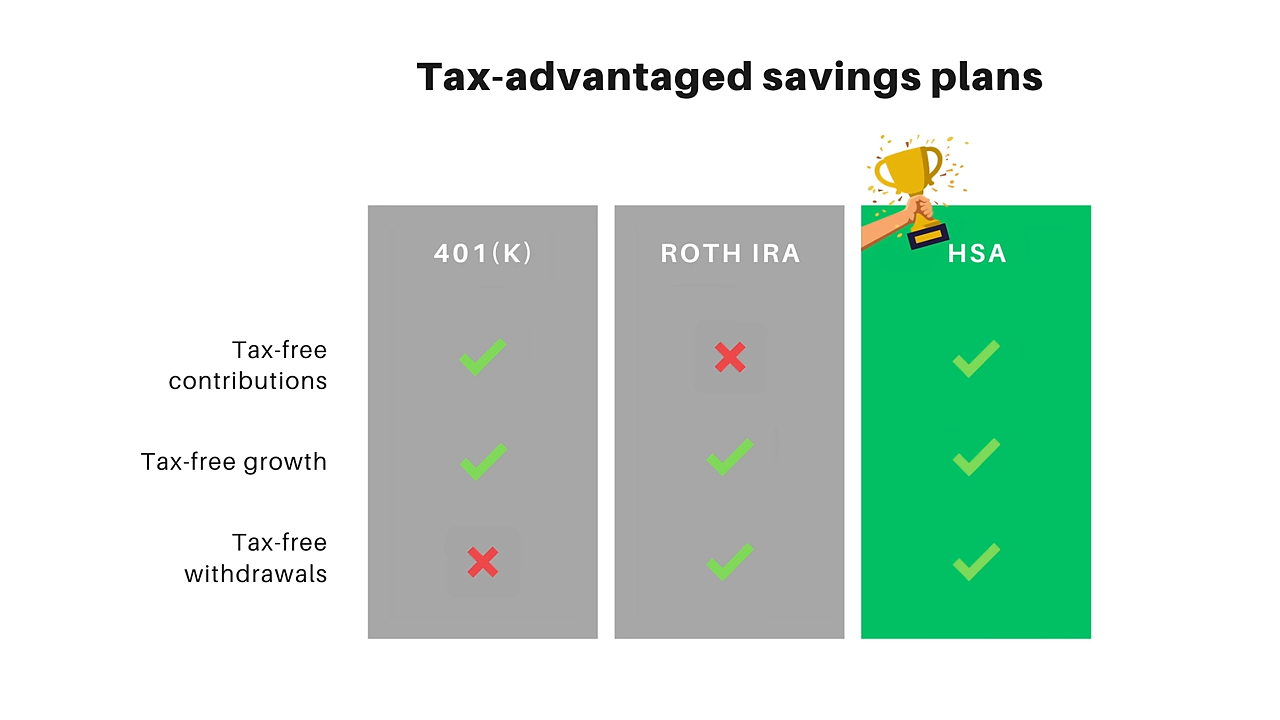 Tax-advantaged savings plans
401(K)
ROTH IRA
HSA
Tax-free
contributions
Tax-free growth
Tax-free
withdrawals